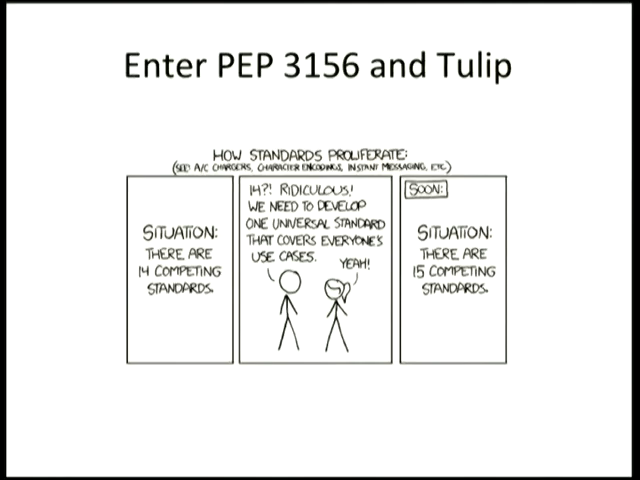 Enter PEP 3156 and Tulip
HOW STANDARDS PROLIFERATE:
(SEE: A/C CHARGERS, CHARACTER ENCODINGS, INSTANT MESSAGING, ETC.)
SITUATION:
THERE ARE
14 COMPETING
STANDARDS.
14?! RIDICULOUS!
WE NEED TO DEVELOP
ONE UNIVERSAL STANDARD
THAT COVERS EVERYONE'S
USE CASES.
YEAH!
SOON:
SITUATION:
THERE ARE
15 COMPETING
STANDARDS.